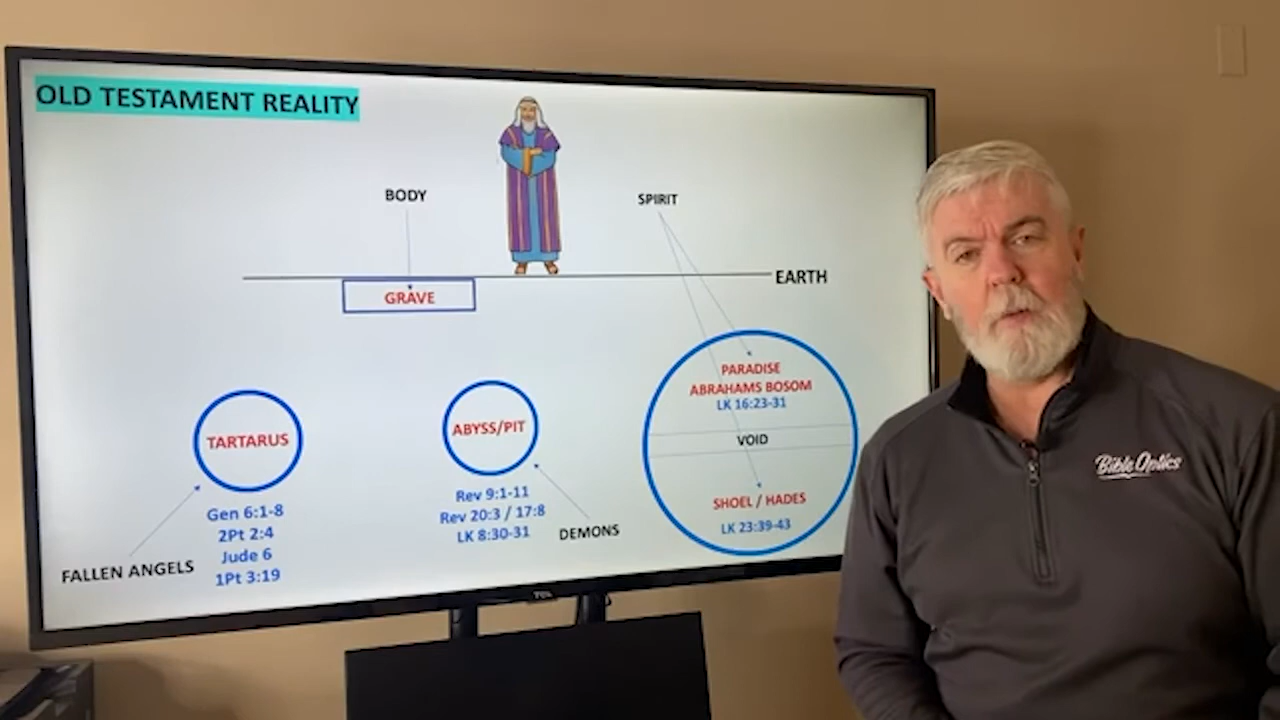 OLD TESTAMENT REALITY
BODY
SPIRIT
EARTH
GRAVE
PARADISE
ABRAHAMS BOSOM
LK 16:23-31
VOID
SHOEL / HADES
LK 23:39-43
TARTARUS
Gen 6:1-8
2Pt 2:4
Jude 6
1Pt 3:19
FALLEN ANGELS
ABYSS/PIT
Rev 9:1-11
Rev 20:3 / 17:8
LK 8:30-31
DEMONS
Bible Optics
TCL